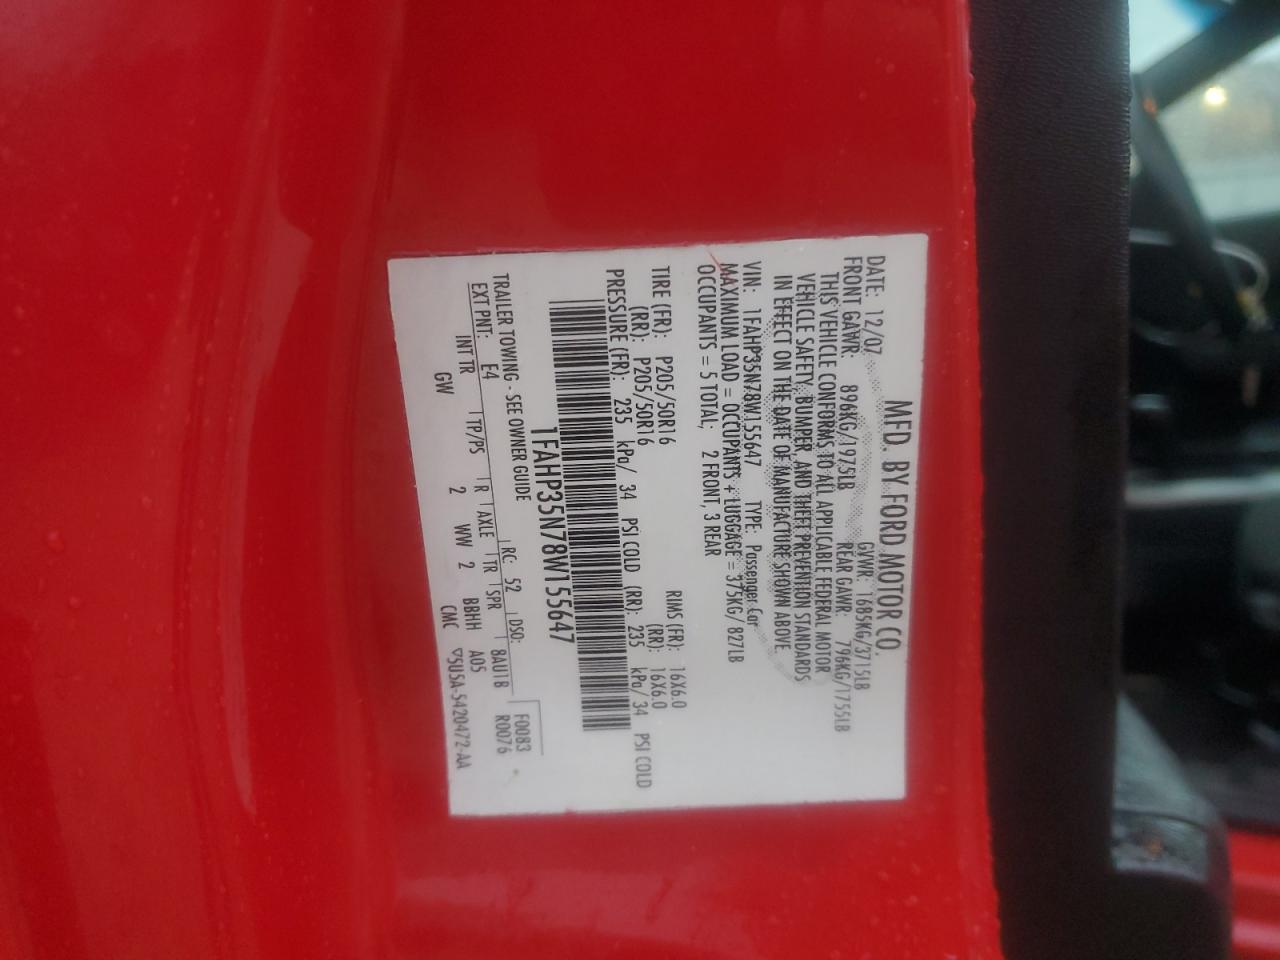 MFD. BY FORD MOTOR CO.
DATE: 12/07 GVWR: 1685KG/3715LB
FRONT GAWR: 896KG/1975LB REAR GAWR: 796KG/1755LB
THIS VEHICLE CONFORMS TO ALL APPLICABLE FEDERAL MOTOR
VEHICLE SAFETY, BUMPER, AND THEFT PREVENTION STANDARDS
IN EFFECT ON THE DATE OF MANUFACTURE SHOWN ABOVE
VIN: 1FAHP35N78W155647 TYPE: Passenger Car
MAXIMUM LOAD = OCCUPANTS + LUGGAGE = 375KG/ 827LB
OCCUPANTS = 5 TOTAL; 2 FRONT, 3 REAR
TIRE (FR): P205/50R16 RIMS (FR): 16X6.0
(RR): P205/50R16 (RR): 16X6.0
PRESSURE (FR): 235 kPa/ 34 PSI COLD (RR): 235 kPa/ 34 PSI COLD
1FAHP35N78W155647
TRAILER TOWING - SEE OWNER GUIDE
F0083
EXT PNT: E4 RC: 52 DSO: R0076
INT TR TP/PS R AXLE TR SPR 8AU1B
GW 2 WW 2 BBHH A05
CMC ▽5U5A-5420472-AA